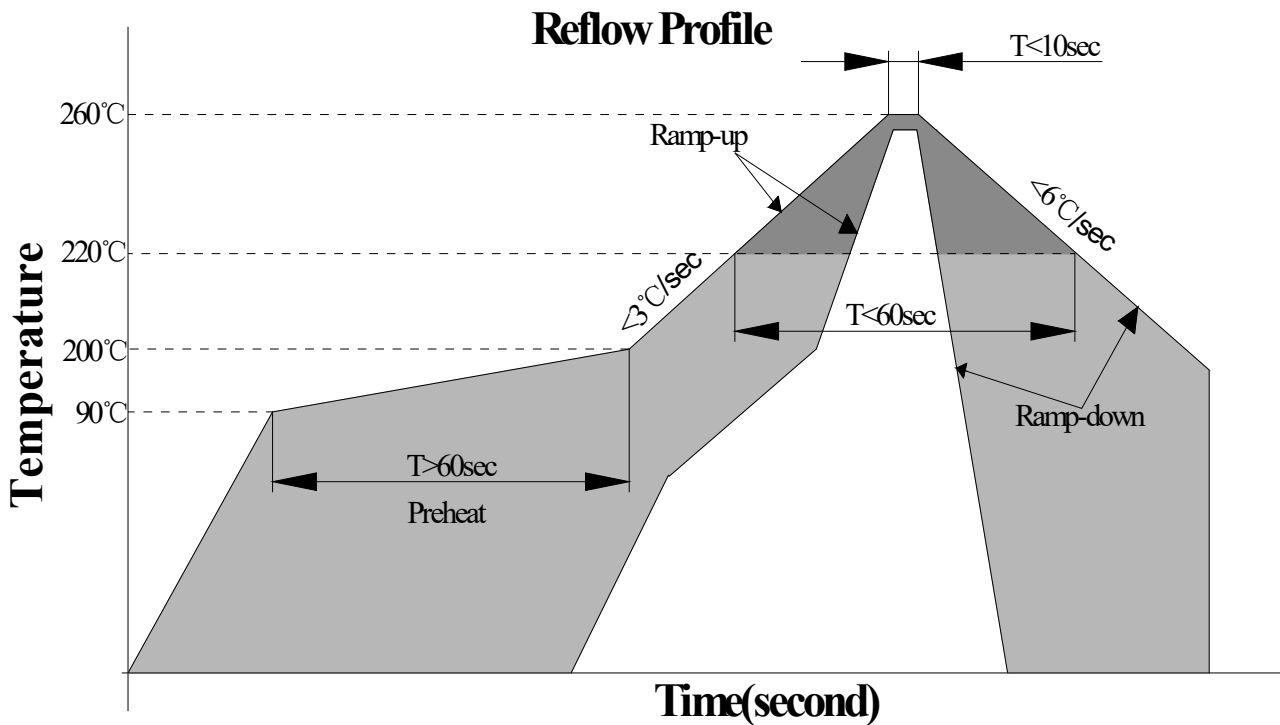 Reflow Profile
T<10sec
260℃
Ramp-up
<6℃/sec
220℃
<3℃/sec
T<60sec
200℃
90℃
Ramp-down
T>60sec
Preheat
Temperature
Time(second)